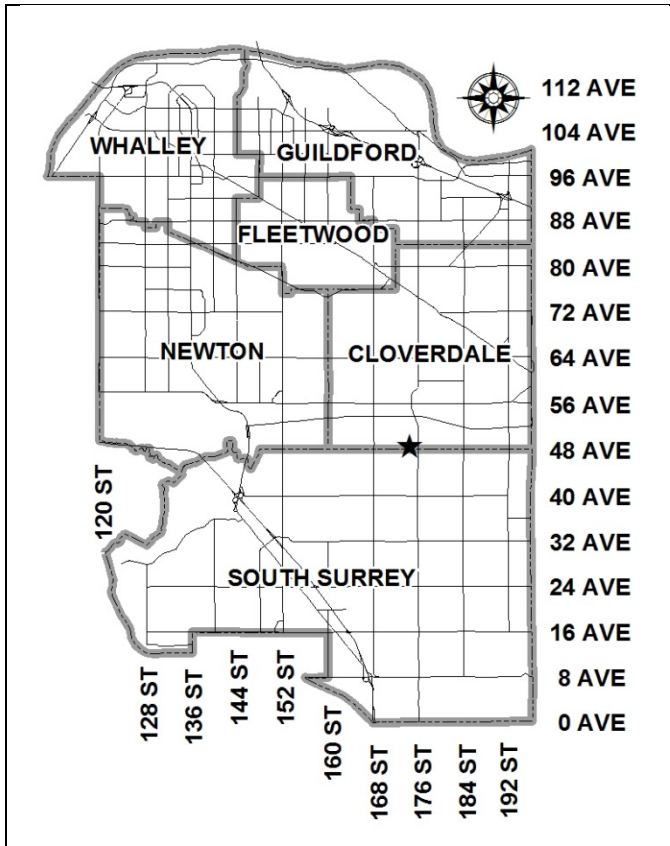 112 AVE
104 AVE
WHALLEY
GUILDFORD
96 AVE
88 AVE
FLEETWOOD
80 AVE
72 AVE
NEWTON
CLOVERDALE
64 AVE
56 AVE
48 AVE
120 ST
40 AVE
32 AVE
SOUTH SURREY
24 AVE
16 AVE
8 AVE
0 AVE
128 ST
136 ST
144 ST
152 ST
160 ST
168 ST
176 ST
184 ST
192 ST